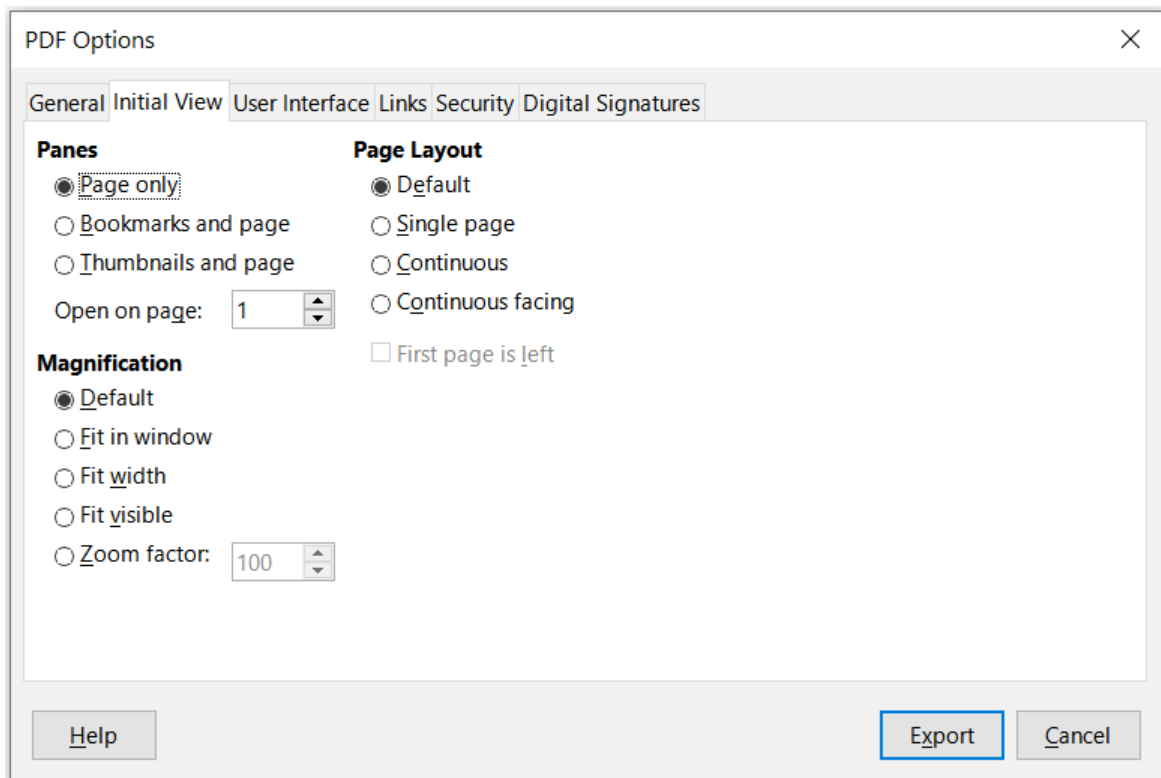 PDF Options
General Initial View User Interface Links Security Digital Signatures
Panes
Page only
Bookmarks and page
Thumbnails and page
Open on page: 1
Magnification
Default
Fit in window
Fit width
Fit visible
Zoom factor: 100
Page Layout
Default
Single page
Continuous
Continuous facing
First page is left
Help
Export
Cancel